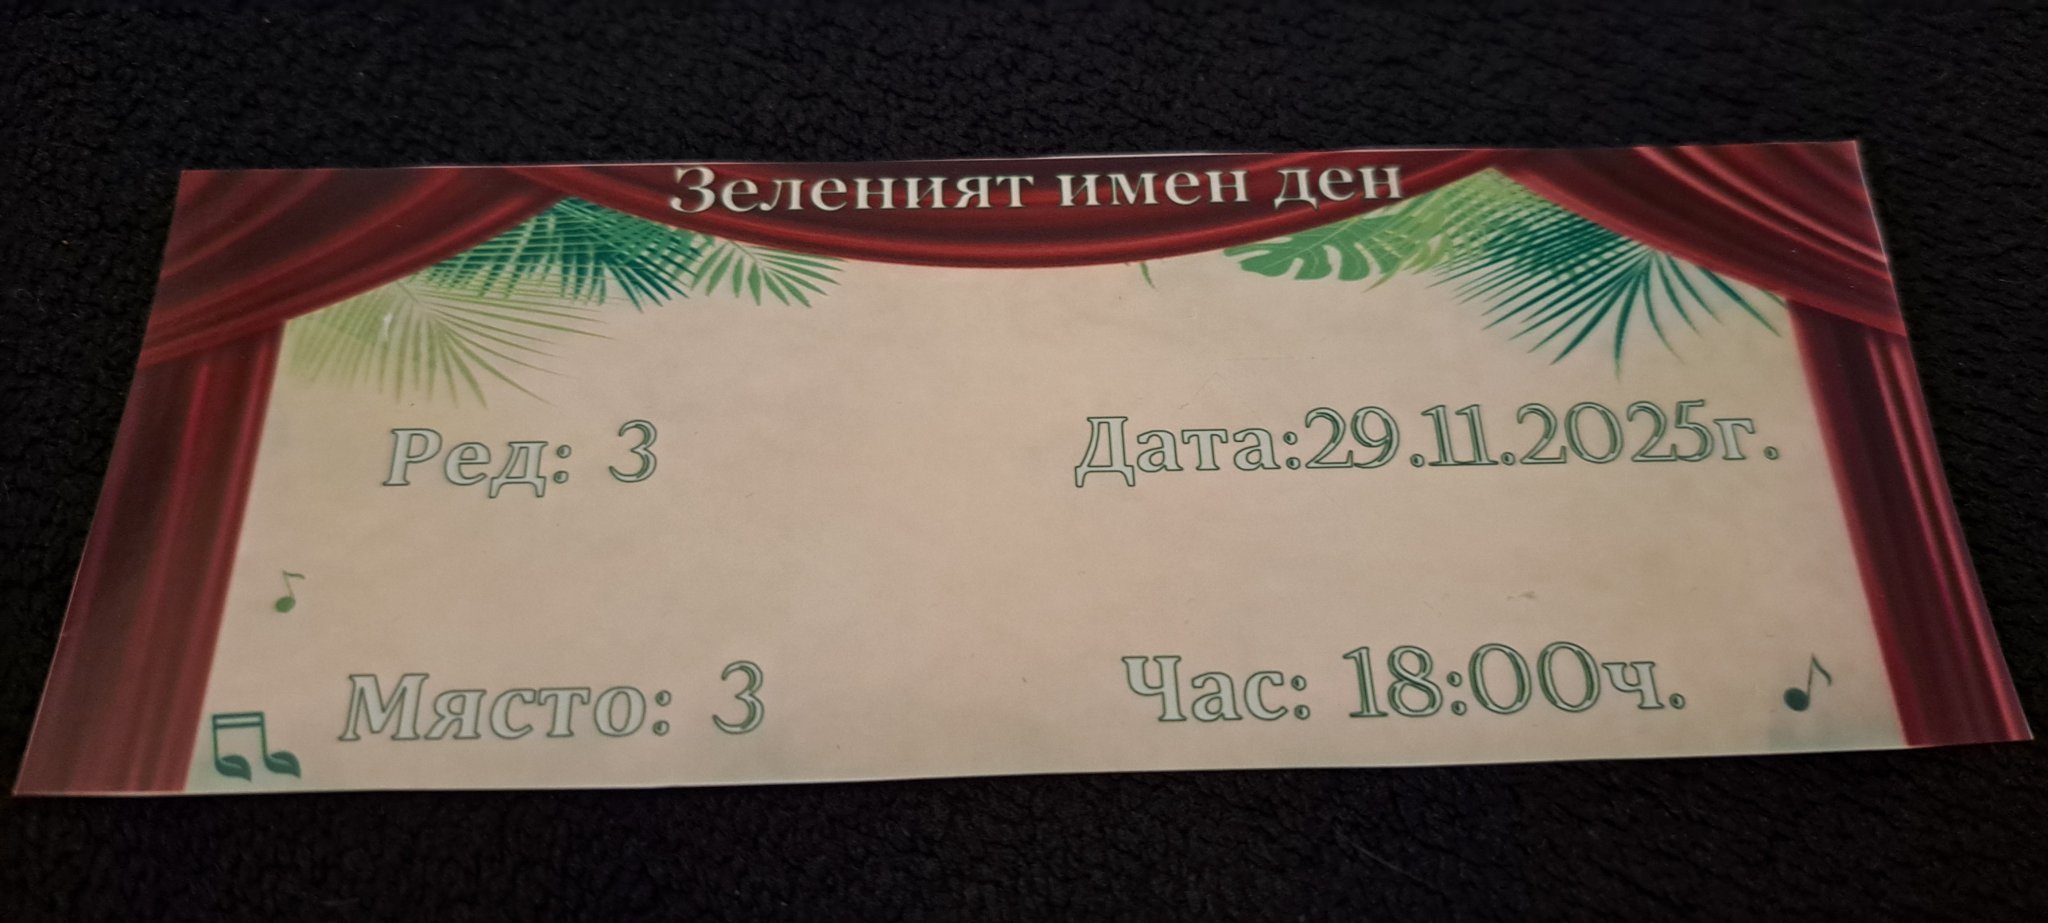 Зеленият имен ден
Ред: 3
Дата:29.11.2025г.
Място: 3
Час: 18:00ч.